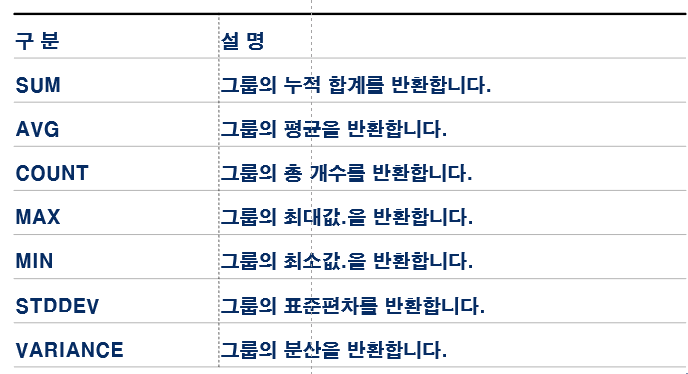 구 분 설 명
SUM 그룹의 누적 합계를 반환합니다.
AVG 그룹의 평균을 반환합니다.
COUNT 그룹의 총 개수를 반환합니다.
MAX 그룹의 최대값.을 반환합니다.
MIN 그룹의 최소값.을 반환합니다.
STDDEV 그룹의 표준편차를 반환합니다.
VARIANCE 그룹의 분산을 반환합니다.